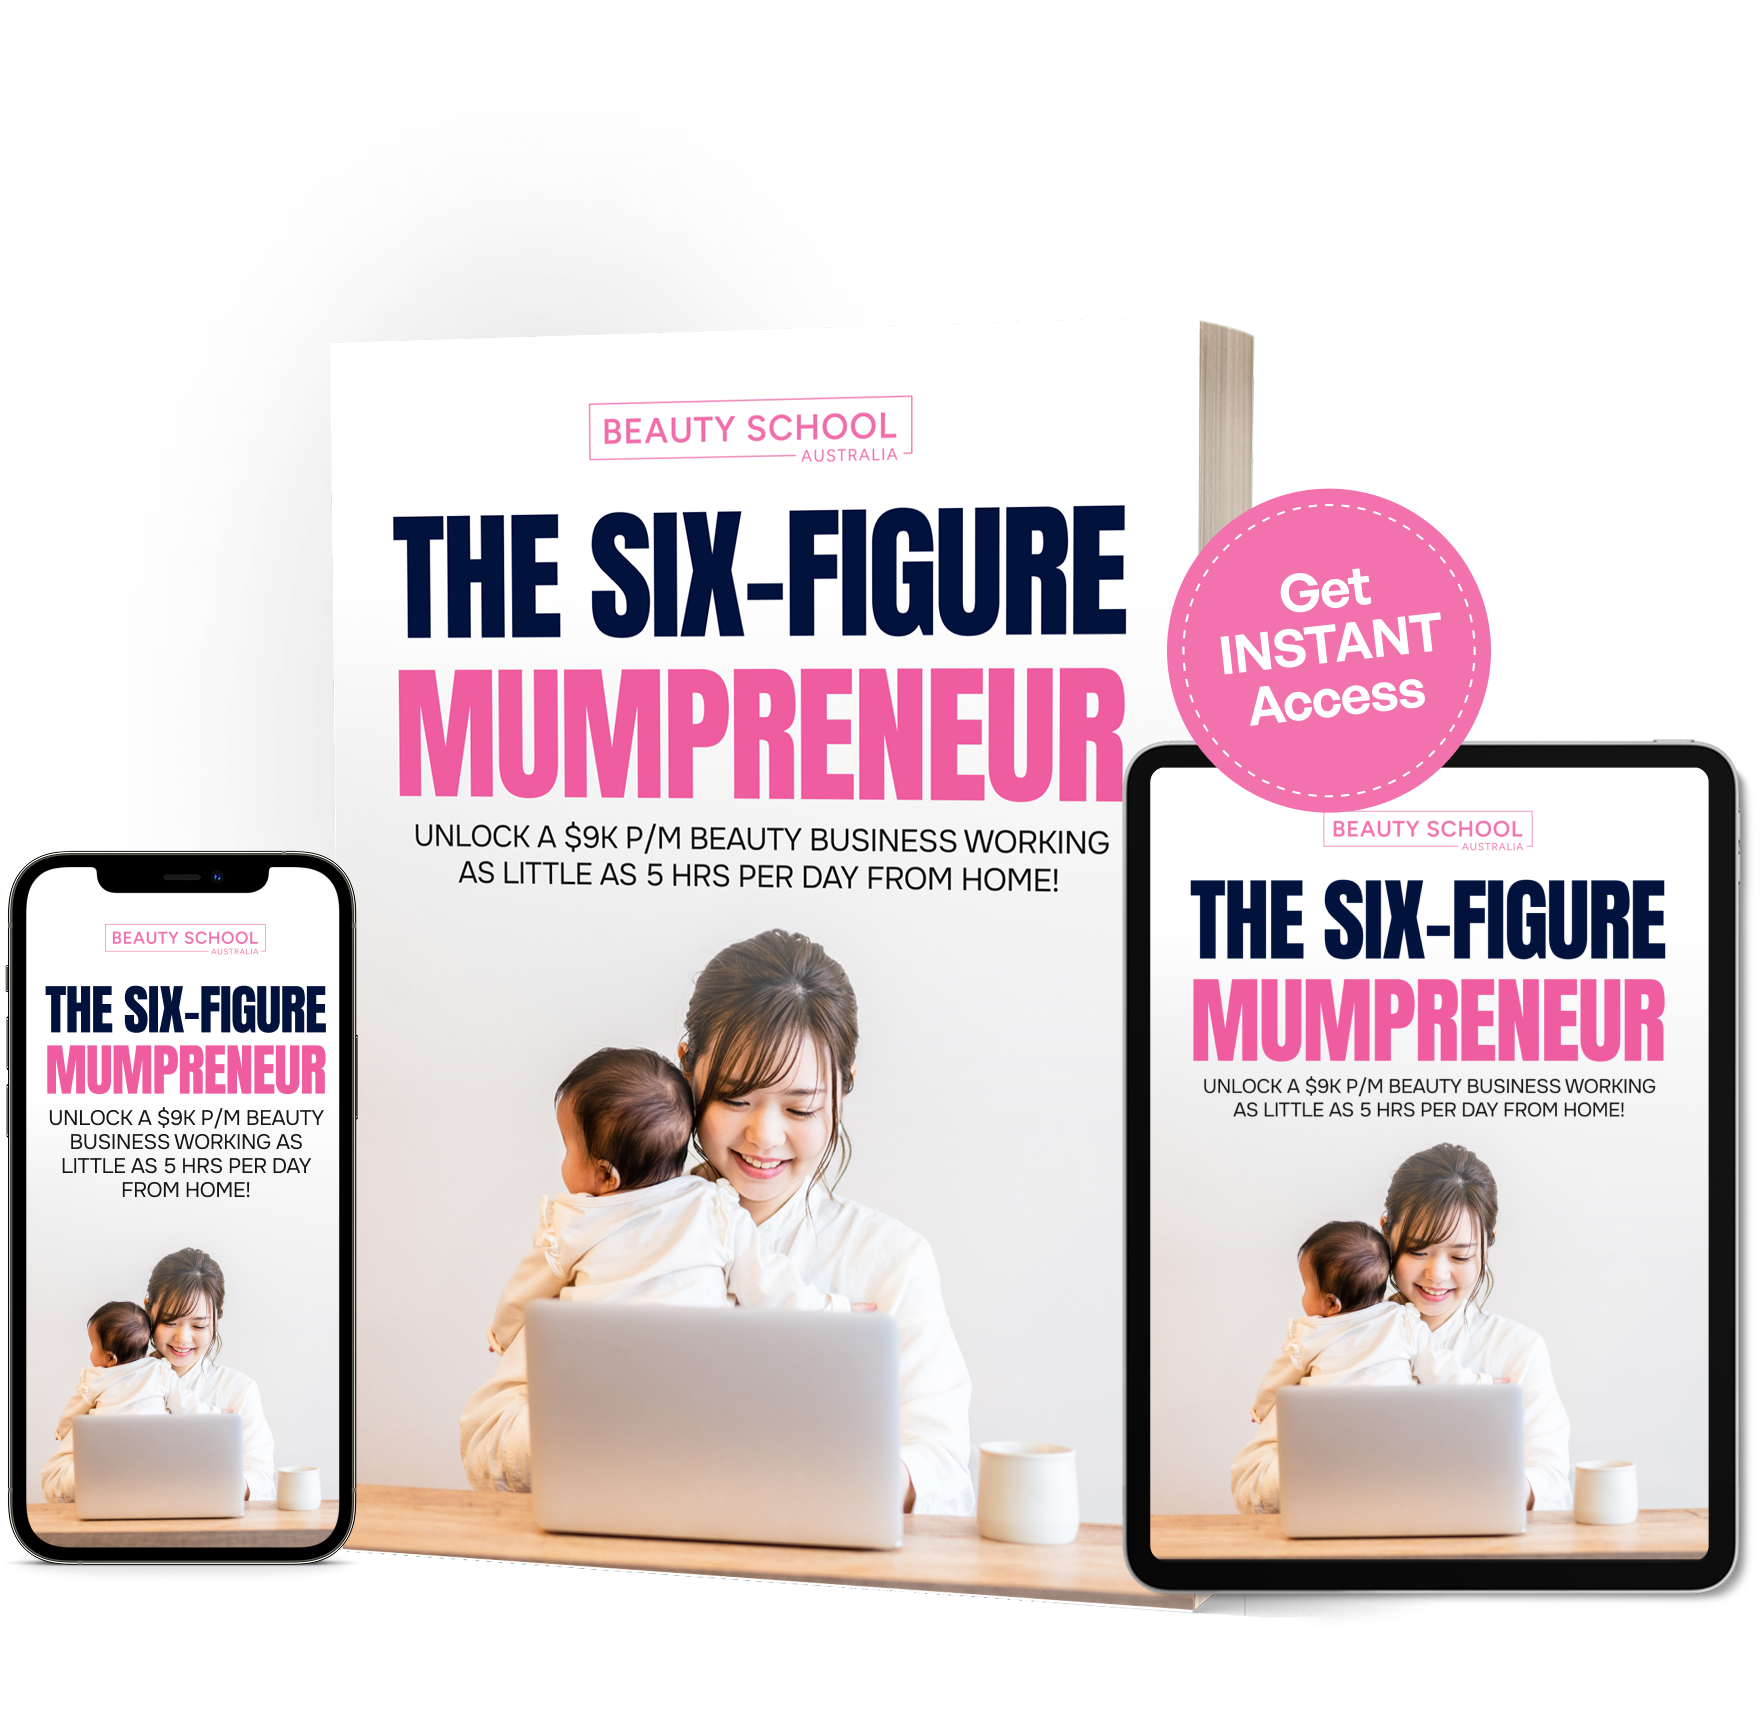 BEAUTY SCHOOL
AUSTRALIA
THE SIX-FIGURE
MUMPRENEUR
UNLOCK A $9K P/M BEAUTY BUSINESS WORKING
AS LITTLE AS 5 HRS PER DAY FROM HOME!
Get
INSTANT
Access
BEAUTY SCHOOL
AUSTRALIA
THE SIX-FIGURE
MUMPRENEUR
UNLOCK A $9K P/M BEAUTY
BUSINESS WORKING AS
LITTLE AS 5 HRS PER DAY
FROM HOME!
BEAUTY SCHOOL
AUSTRALIA
THE SIX-FIGURE
MUMPRENEUR
UNLOCK A $9K P/M BEAUTY BUSINESS WORKING
AS LITTLE AS 5 HRS PER DAY FROM HOME!